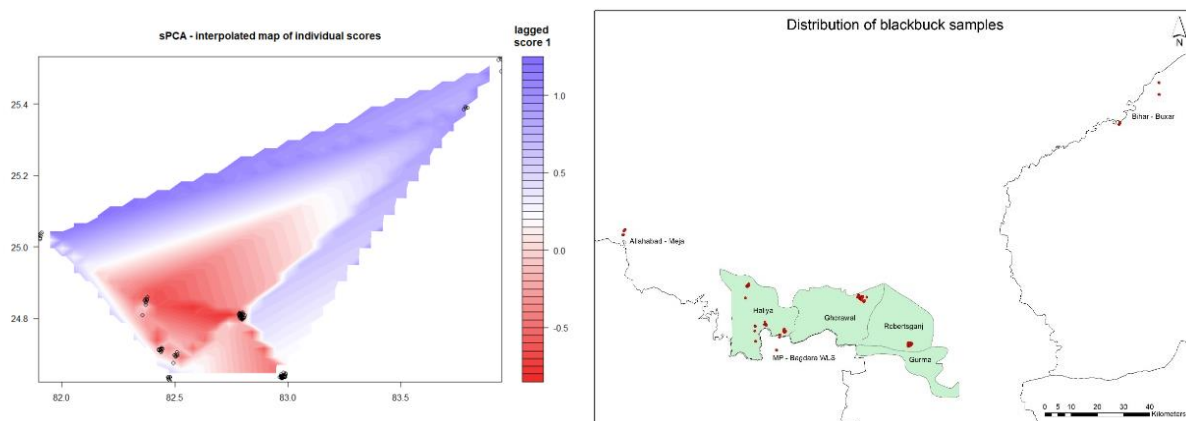 sPCA - interpolated map of individual scores
lagged
score 1
25.4
25.2
25.0
24.8
82.0
82.5
83.0
83.5
1.0
0.5
0.0
-0.5
Distribution of blackbuck samples
N
Bihar - Buxar
Allahabad - Meja
Haliya
Ghorawal
Robertsganj
Gurma
MP - Bagdara WLS
0 5 10 20 30 40
Kilometers